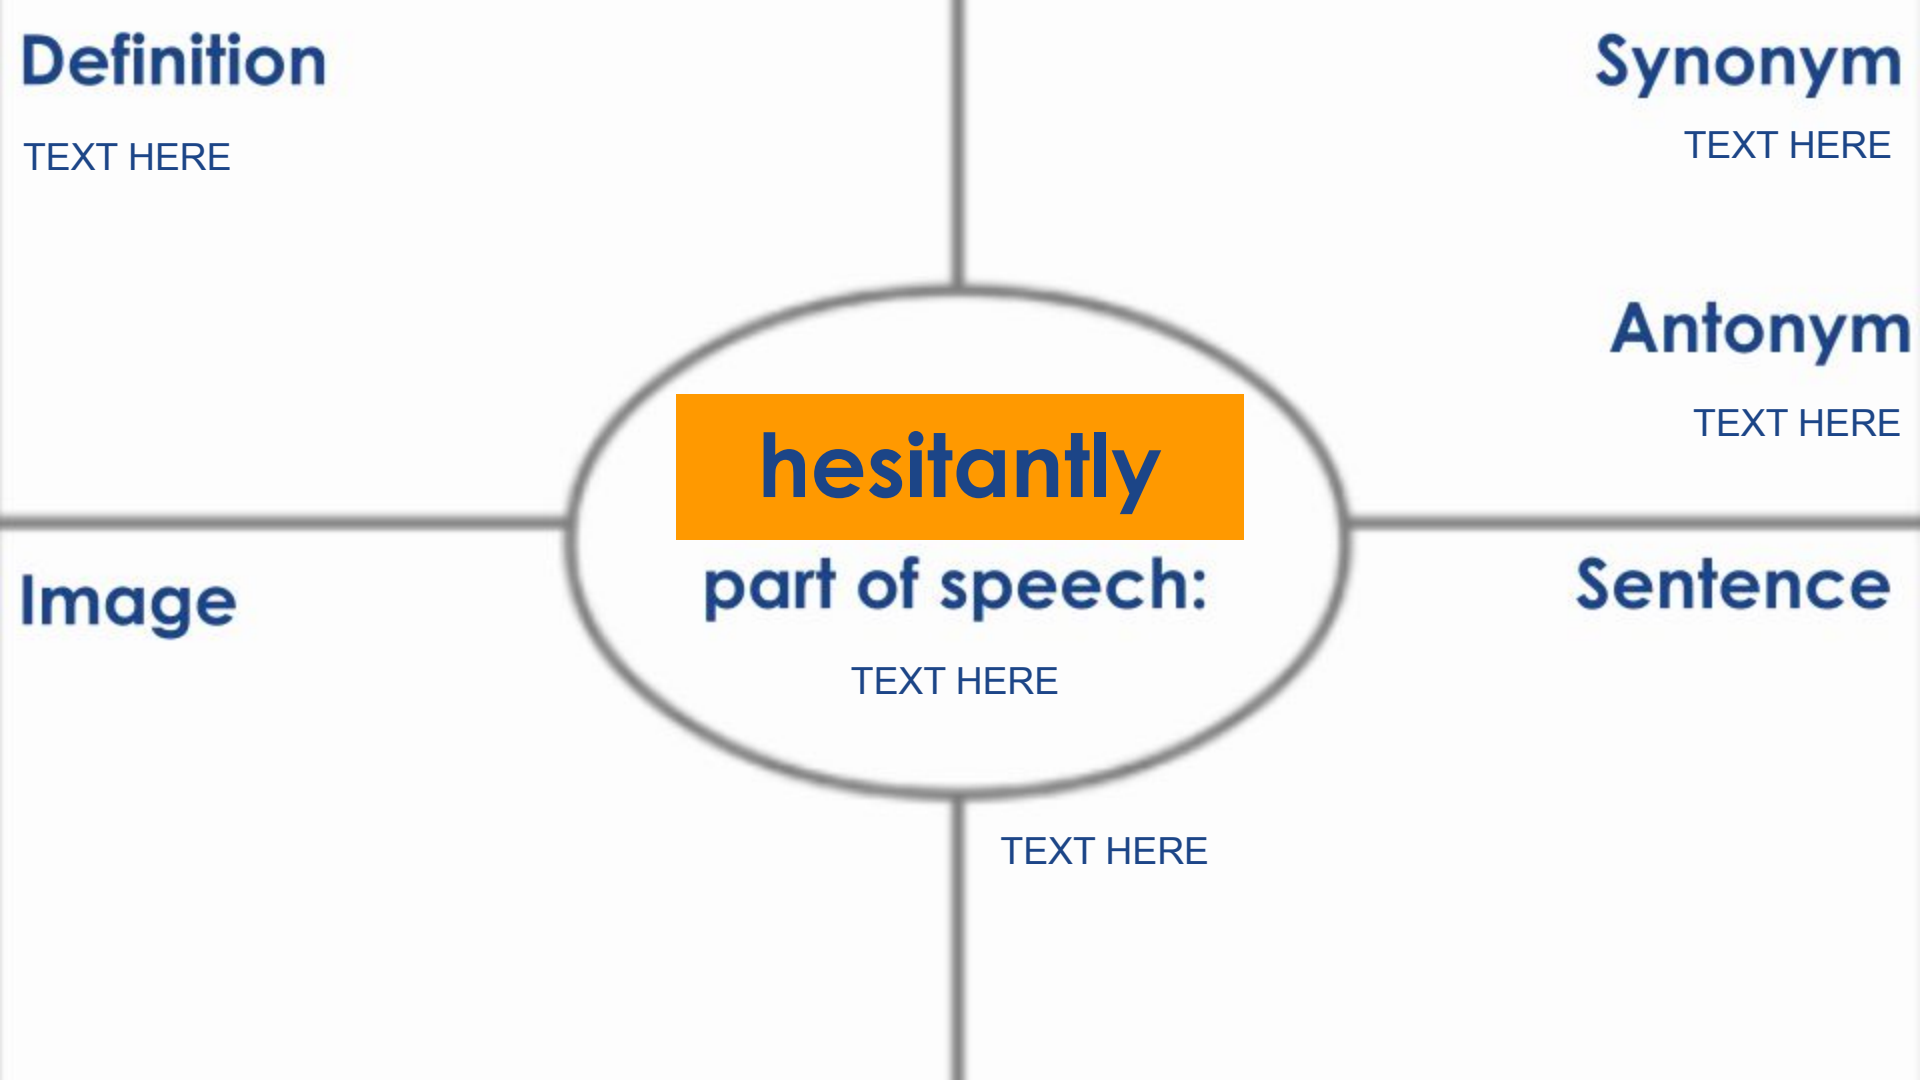 Definition
TEXT HERE
Synonym
TEXT HERE
Antonym
TEXT HERE
hesitantly
part of speech:
TEXT HERE
Image
Sentence
TEXT HERE